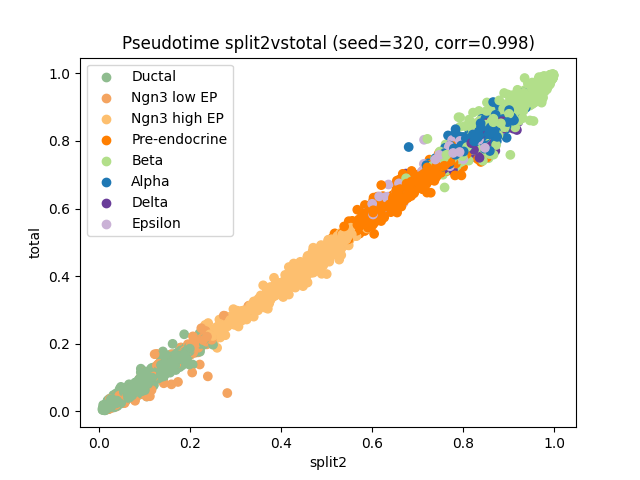 Pseudotime split2vstotal (seed=320, corr=0.998)
Ductal
Ngn3 low EP
Ngn3 high EP
Pre-endocrine
Beta
Alpha
Delta
Epsilon
total
1.0
0.8
0.6
0.4
0.2
0.0
0.0 0.2 0.4 0.6 0.8 1.0
split2